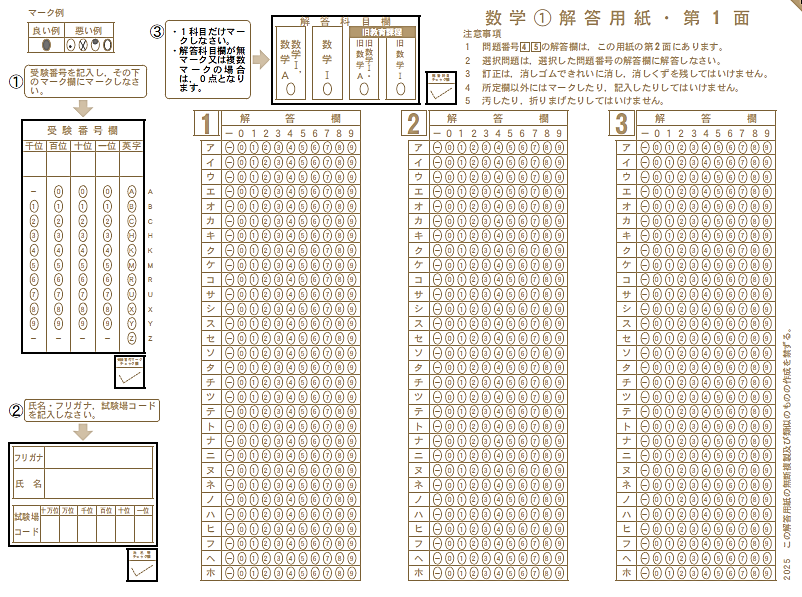 マーク例
良い例 悪い例
① 受験番号を記入し，その下
のマーク欄にマークしなさ
い。
受験番号欄
千位 百位 十位 一位 英字
－ 0 0 0 A A
1 1 1 1 B B
2 2 2 2 C C
3 3 3 3 H H
4 4 4 4 K K
5 5 5 5 M M
6 6 6 6 R R
7 7 7 7 U U
8 8 8 8 X X
9 9 9 9 Y Y
－ － － － Z Z
② 氏名・フリガナ，試験場コード
を記入しなさい。
フリガナ
氏 名
試験場
コード
十万位 万位 千位 百位 十位 一位
③ ・１科目だけマー
クしなさい。
・解答科目欄が無
マーク又は複数
マークの場合
は，０点となり
ます。
解答科目欄
旧教育課程
数学Ⅰ，数学A
数学Ⅰ
旧数学Ⅰ・旧数学A
旧数学Ⅰ
数学①解答用紙・第１面
注意事項
1 問題番号4 5の解答欄は，この用紙の第２面にあります。
2 選択問題は，選択した問題番号の解答欄に解答しなさい。
3 訂正は，消しゴムできれいに消し，消しくずを残してはいけません。
4 所定欄以外にはマークしたり，記入したりしてはいけません。
5 汚したり，折りまげたりしてはいけません。
1 解答欄
－ 0 1 2 3 4 5 6 7 8 9
ア － 0 1 2 3 4 5 6 7 8 9
イ － 0 1 2 3 4 5 6 7 8 9
ウ － 0 1 2 3 4 5 6 7 8 9
エ － 0 1 2 3 4 5 6 7 8 9
オ － 0 1 2 3 4 5 6 7 8 9
カ － 0 1 2 3 4 5 6 7 8 9
キ － 0 1 2 3 4 5 6 7 8 9
ク － 0 1 2 3 4 5 6 7 8 9
ケ － 0 1 2 3 4 5 6 7 8 9
コ － 0 1 2 3 4 5 6 7 8 9
サ － 0 1 2 3 4 5 6 7 8 9
シ － 0 1 2 3 4 5 6 7 8 9
ス － 0 1 2 3 4 5 6 7 8 9
セ － 0 1 2 3 4 5 6 7 8 9
ソ － 0 1 2 3 4 5 6 7 8 9
タ － 0 1 2 3 4 5 6 7 8 9
チ － 0 1 2 3 4 5 6 7 8 9
ツ － 0 1 2 3 4 5 6 7 8 9
テ － 0 1 2 3 4 5 6 7 8 9
ト － 0 1 2 3 4 5 6 7 8 9
ナ － 0 1 2 3 4 5 6 7 8 9
ニ － 0 1 2 3 4 5 6 7 8 9
ヌ － 0 1 2 3 4 5 6 7 8 9
ネ － 0 1 2 3 4 5 6 7 8 9
ノ － 0 1 2 3 4 5 6 7 8 9
ハ － 0 1 2 3 4 5 6 7 8 9
ヒ － 0 1 2 3 4 5 6 7 8 9
フ － 0 1 2 3 4 5 6 7 8 9
ヘ － 0 1 2 3 4 5 6 7 8 9
ホ － 0 1 2 3 4 5 6 7 8 9
2 解答欄
－ 0 1 2 3 4 5 6 7 8 9
ア － 0 1 2 3 4 5 6 7 8 9
イ － 0 1 2 3 4 5 6 7 8 9
ウ － 0 1 2 3 4 5 6 7 8 9
エ － 0 1 2 3 4 5 6 7 8 9
オ － 0 1 2 3 4 5 6 7 8 9
カ － 0 1 2 3 4 5 6 7 8 9
キ － 0 1 2 3 4 5 6 7 8 9
ク － 0 1 2 3 4 5 6 7 8 9
ケ － 0 1 2 3 4 5 6 7 8 9
コ － 0 1 2 3 4 5 6 7 8 9
サ － 0 1 2 3 4 5 6 7 8 9
シ － 0 1 2 3 4 5 6 7 8 9
ス － 0 1 2 3 4 5 6 7 8 9
セ － 0 1 2 3 4 5 6 7 8 9
ソ － 0 1 2 3 4 5 6 7 8 9
タ － 0 1 2 3 4 5 6 7 8 9
チ － 0 1 2 3 4 5 6 7 8 9
ツ － 0 1 2 3 4 5 6 7 8 9
テ － 0 1 2 3 4 5 6 7 8 9
ト － 0 1 2 3 4 5 6 7 8 9
ナ － 0 1 2 3 4 5 6 7 8 9
ニ － 0 1 2 3 4 5 6 7 8 9
ヌ － 0 1 2 3 4 5 6 7 8 9
ネ － 0 1 2 3 4 5 6 7 8 9
ノ － 0 1 2 3 4 5 6 7 8 9
ハ － 0 1 2 3 4 5 6 7 8 9
ヒ － 0 1 2 3 4 5 6 7 8 9
フ － 0 1 2 3 4 5 6 7 8 9
ヘ － 0 1 2 3 4 5 6 7 8 9
ホ － 0 1 2 3 4 5 6 7 8 9
3 解答欄
－ 0 1 2 3 4 5 6 7 8 9
ア － 0 1 2 3 4 5 6 7 8 9
イ － 0 1 2 3 4 5 6 7 8 9
ウ － 0 1 2 3 4 5 6 7 8 9
エ － 0 1 2 3 4 5 6 7 8 9
オ － 0 1 2 3 4 5 6 7 8 9
カ － 0 1 2 3 4 5 6 7 8 9
キ － 0 1 2 3 4 5 6 7 8 9
ク － 0 1 2 3 4 5 6 7 8 9
ケ － 0 1 2 3 4 5 6 7 8 9
コ － 0 1 2 3 4 5 6 7 8 9
サ － 0 1 2 3 4 5 6 7 8 9
シ － 0 1 2 3 4 5 6 7 8 9
ス － 0 1 2 3 4 5 6 7 8 9
セ － 0 1 2 3 4 5 6 7 8 9
ソ － 0 1 2 3 4 5 6 7 8 9
タ － 0 1 2 3 4 5 6 7 8 9
チ － 0 1 2 3 4 5 6 7 8 9
ツ － 0 1 2 3 4 5 6 7 8 9
テ － 0 1 2 3 4 5 6 7 8 9
ト － 0 1 2 3 4 5 6 7 8 9
ナ － 0 1 2 3 4 5 6 7 8 9
ニ － 0 1 2 3 4 5 6 7 8 9
ヌ － 0 1 2 3 4 5 6 7 8 9
ネ － 0 1 2 3 4 5 6 7 8 9
ノ － 0 1 2 3 4 5 6 7 8 9
ハ － 0 1 2 3 4 5 6 7 8 9
ヒ － 0 1 2 3 4 5 6 7 8 9
フ － 0 1 2 3 4 5 6 7 8 9
ヘ － 0 1 2 3 4 5 6 7 8 9
ホ － 0 1 2 3 4 5 6 7 8 9
2025 この解答用紙の無断複製及び類似のものの作成を禁ずる。